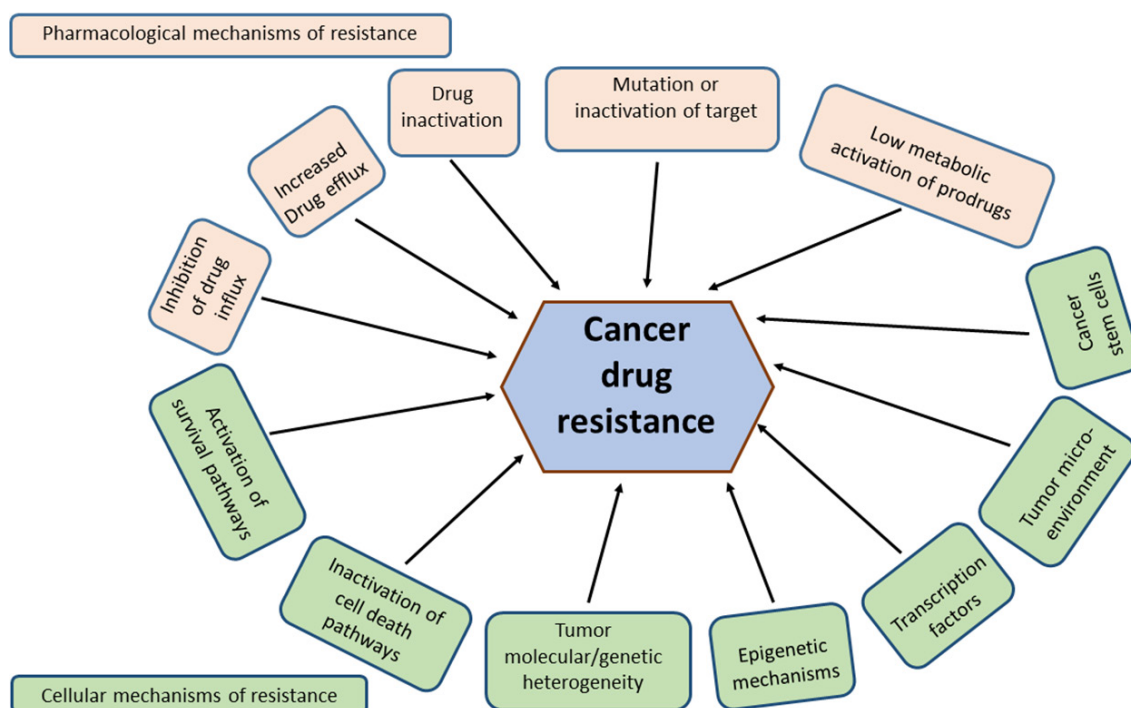 Pharmacological mechanisms of resistance
Drug
inactivation
Mutation or
inactivation of target
Low metabolic
activation of prodrugs
Increased
Drug efflux
Inhibition
of drug
influx
Cancer
drug
resistance
Cancer
stem cells
Activation of
survival pathways
Tumor micro-
environment
Inactivation of
cell death
pathways
Tumor
molecular/genetic
heterogeneity
Epigenetic
mechanisms
Transcription
factors
Cellular mechanisms of resistance